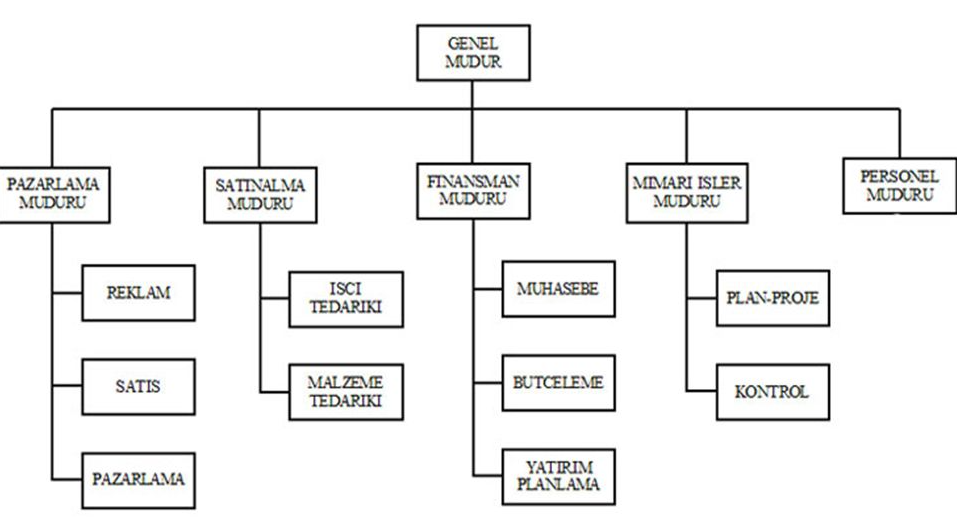 GENEL
MUDUR
PAZARLAMA
MUDURU
SATINALMA
MUDURU
FINANSMAN
MUDURU
MIMARI ISLER
MUDURU
PERSONEL
MUDURU
REKLAM
SATIS
PAZARLAMA
ISCI
TEDARIKI
MALZEME
TEDARIKI
MUHASEBE
BUTCELEME
YATIRIM
PLANLAMA
PLAN-PROJE
KONTROL